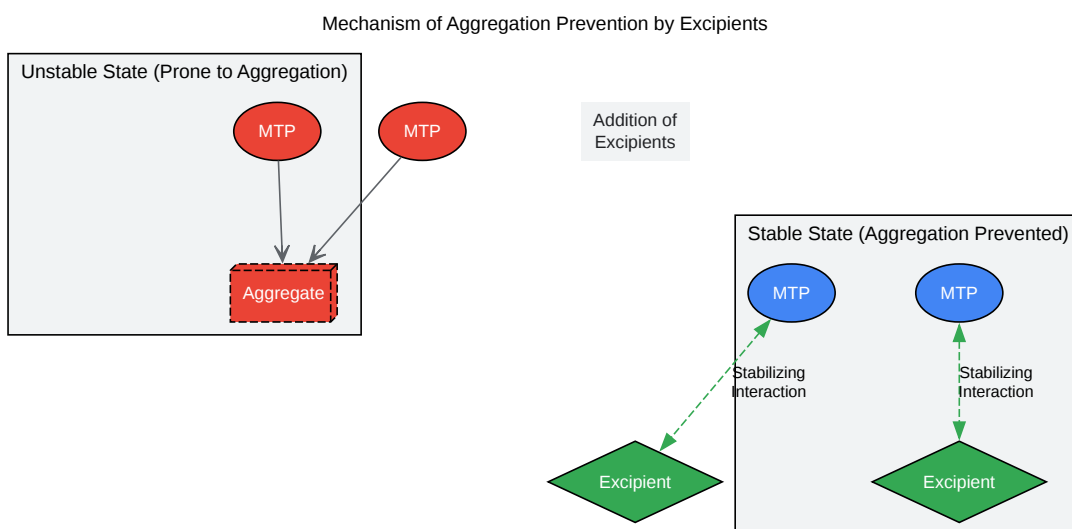 Mechanism of Aggregation Prevention by Excipients
Unstable State (Prone to Aggregation)
MTP
MTP
Addition of
Excipients
Aggregate
Stable State (Aggregation Prevented)
MTP
MTP
Stabilizing
Interaction
Stabilizing
Interaction
Excipient
Excipient